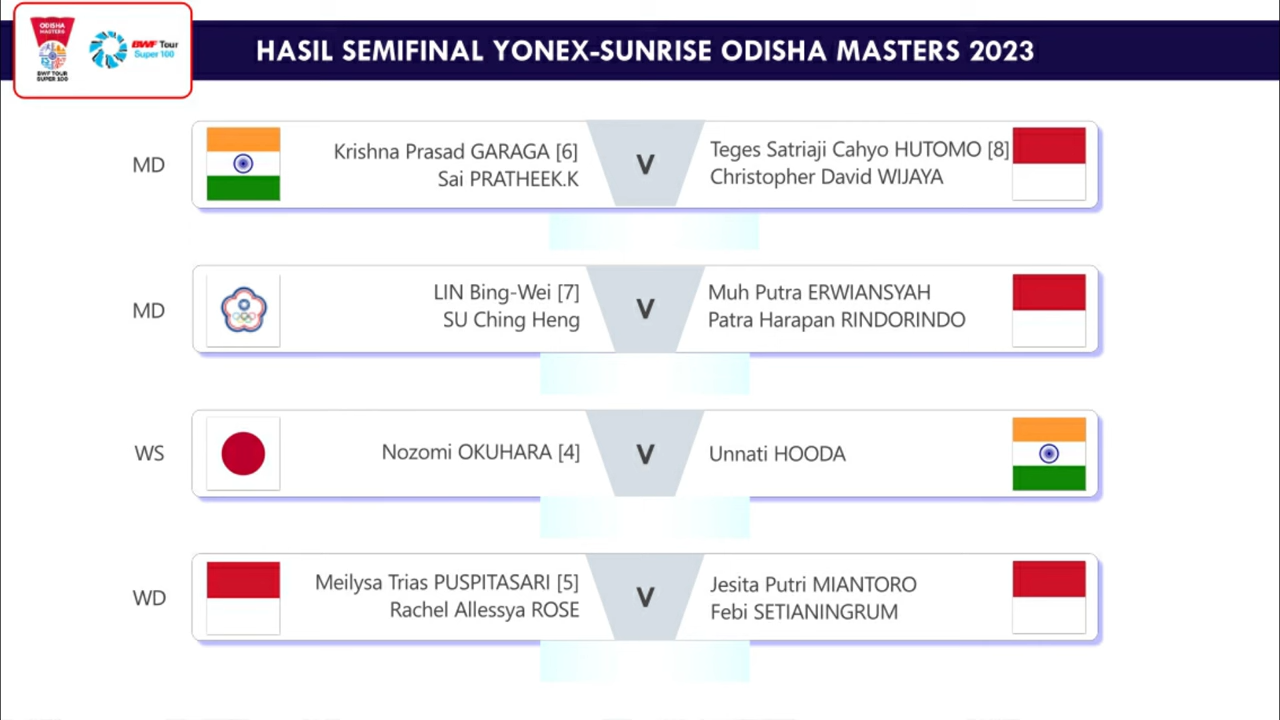 ODISHA
MASTERS
BWF TOUR
SUPER 100
BWF Tour
Super 100
HASIL SEMIFINAL YONEX-SUNRISE ODISHA MASTERS 2023
MD
Krishna Prasad GARAGA [6]
Sai PRATHEEK.K
V
Teges Satriaji Cahyo HUTOMO [8]
Christopher David WIJAYA
MD
LIN Bing-Wei [7]
SU Ching Heng
V
Muh Putra ERWIANSYAH
Patra Harapan RINDORINDO
WS
Nozomi OKUHARA [4]
V
Unnati HOODA
WD
Meilysa Trias PUSPITASARI [5]
Rachel Allessya ROSE
V
Jesita Putri MIANTORO
Febi SETIANINGRUM